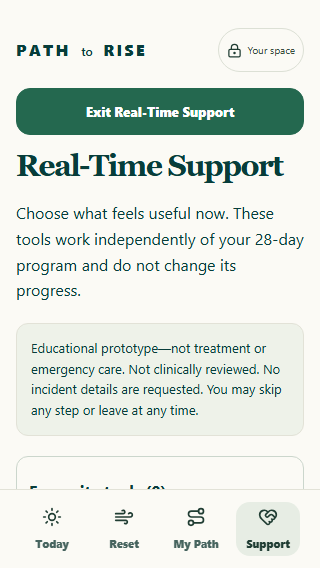 PATH to RISE
Your space
Exit Real-Time Support
Real-Time Support
Choose what feels useful now. These
tools work independently of your 28-day
program and do not change its
progress.
Educational prototype—not treatment or
emergency care. Not clinically reviewed. No
incident details are requested. You may skip
any step or leave at any time.
Today
Reset
My Path
Support